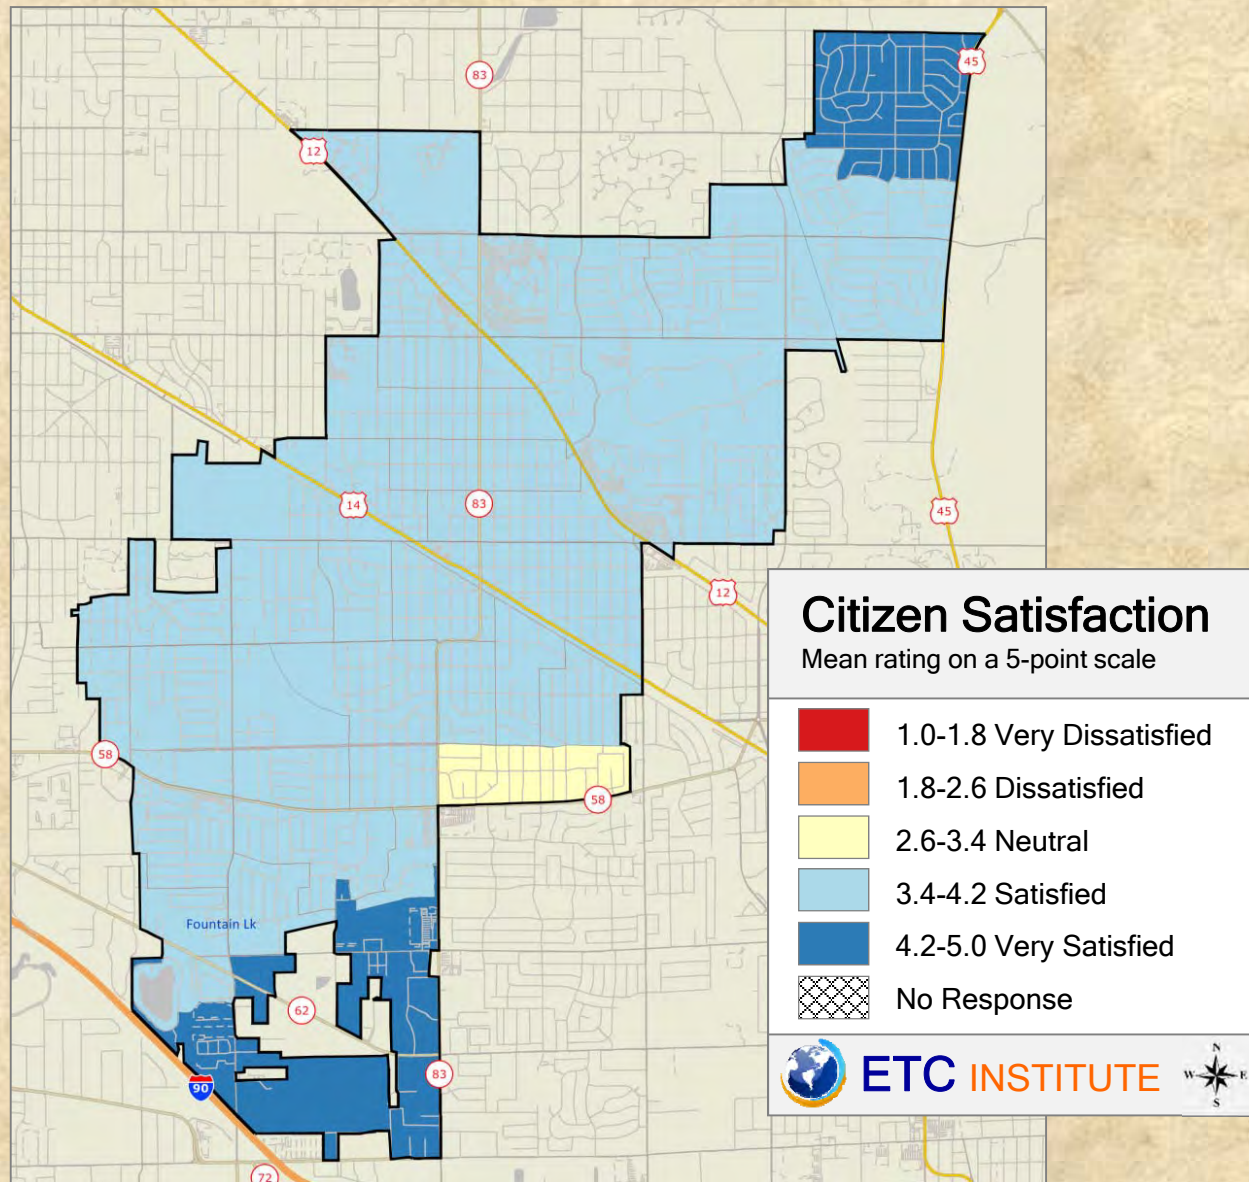 83
45
12
14
83
45
12
58
58
Fountain Lk
62
90
83
72
Citizen Satisfaction
Mean rating on a 5-point scale
1.0-1.8 Very Dissatisfied
1.8-2.6 Dissatisfied
2.6-3.4 Neutral
3.4-4.2 Satisfied
4.2-5.0 Very Satisfied
No Response
ETC INSTITUTE
N
W E
S